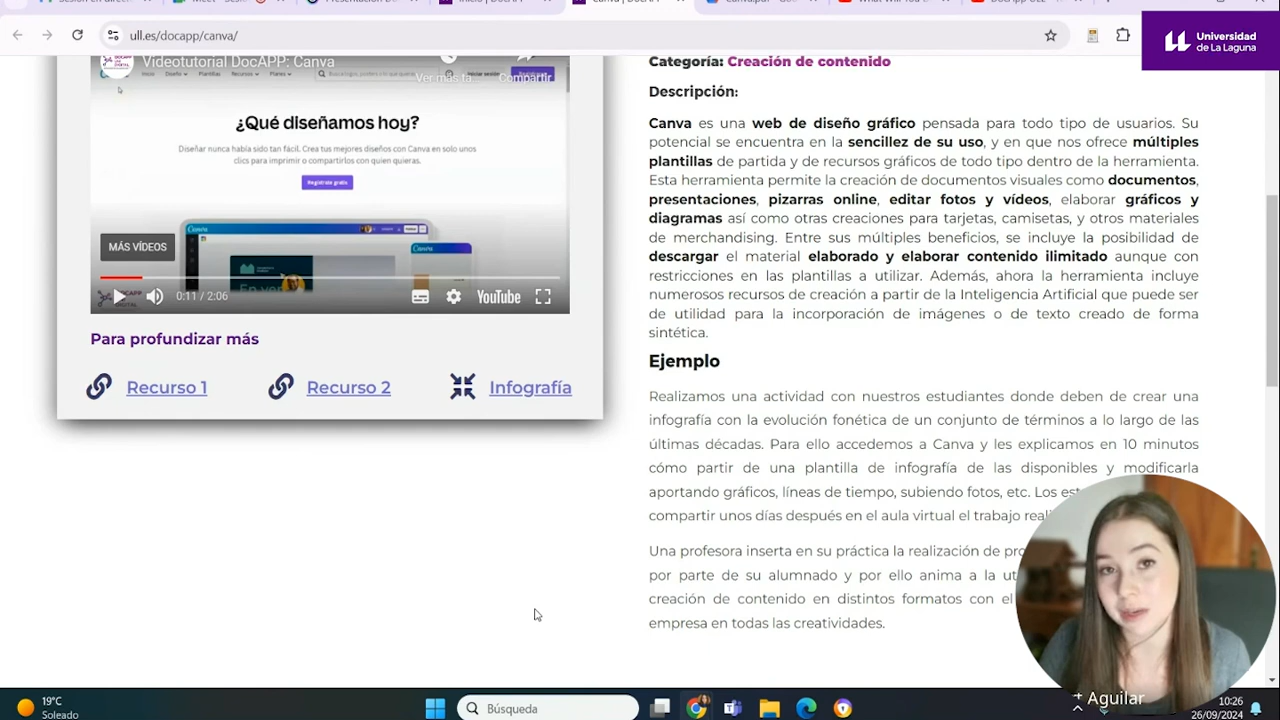 ull.es/docapp/canva/
Universidad
de La Laguna
Videotutorial DocAPP: Canva
Compartir
¿Qué diseñamos hoy?
Diseñar nunca había sido tan fácil. Crea tus mejores diseños con Canva en solo unos
clics para imprimir o compartirlos con quien quieras.
Regístrate gratis
MÁS VÍDEOS
0:11 / 2:06
YouTube
Para profundizar más
Recurso 1
Recurso 2
Infografía
Categoría: Creación de contenido
Descripción:
Canva es una web de diseño gráfico pensada para todo tipo de usuarios. Su
potencial se encuentra en la sencillez de su uso, y en que nos ofrece múltiples
plantillas de partida y de recursos gráficos de todo tipo dentro de la herramienta.
Esta herramienta permite la creación de documentos visuales como documentos,
presentaciones, pizarras online, editar fotos y vídeos, elaborar gráficos y
diagramas así como otras creaciones para tarjetas, camisetas, y otros materiales
de merchandising. Entre sus múltiples beneficios, se incluye la posibilidad de
descargar el material elaborado y elaborar contenido ilimitado aunque con
restricciones en las plantillas a utilizar. Además, ahora la herramienta incluye
numerosos recursos de creación a partir de la Inteligencia Artificial que puede ser
de utilidad para la incorporación de imágenes o de texto creado de forma
sintética.
Ejemplo
Realizamos una actividad con nuestros estudiantes donde deben de crear una
infografía con la evolución fonética de un conjunto de términos a lo largo de las
últimas décadas. Para ello accedemos a Canva y les explicamos en 10 minutos
cómo partir de una plantilla de infografía de las disponibles y modificarla
aportando gráficos, líneas de tiempo, subiendo fotos, etc. Los
compartir unos días después en el aula virtual el trabajo
Una profesora inserta en su práctica la realización de
por parte de su alumnado y por ello anima a la
creación de contenido en distintos formatos con el
empresa en todas las creatividades.
Aguilar
19°C
Soleado
Búsqueda
10:26
26/09/2024